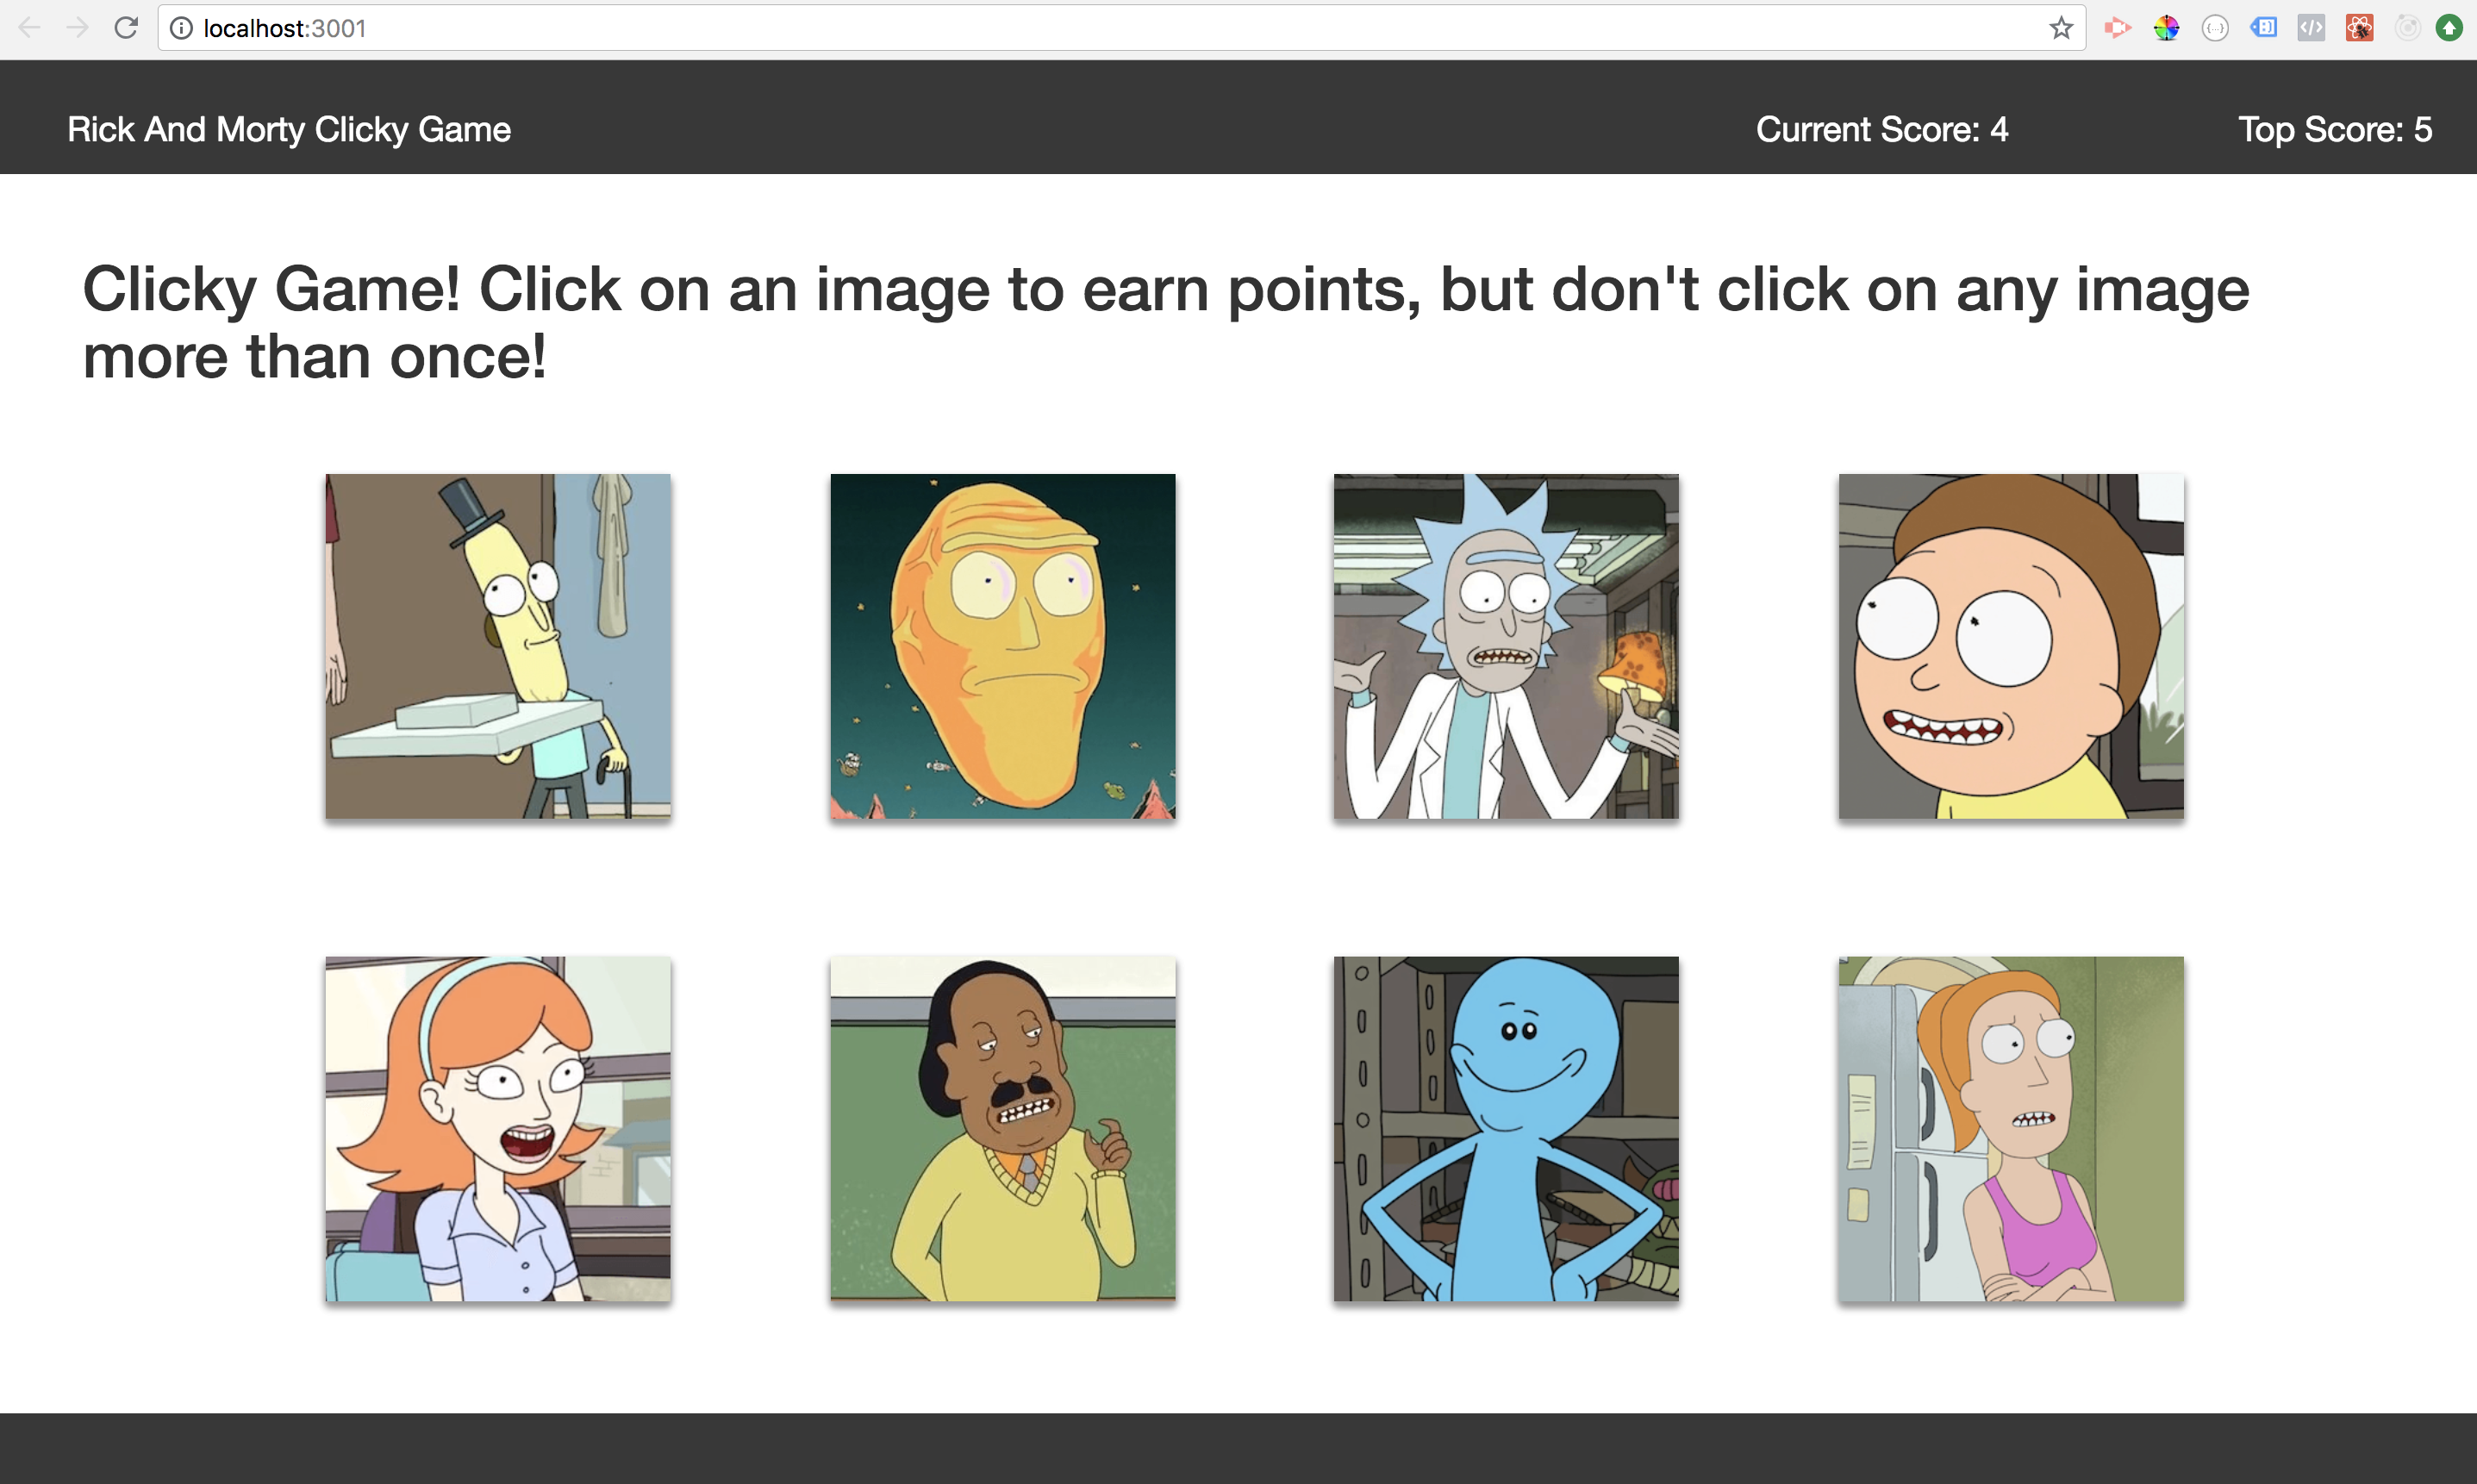 localhost:3001
Rick And Morty Clicky Game
Current Score: 4
Top Score: 5
Clicky Game! Click on an image to earn points, but don't click on any image
more than once!